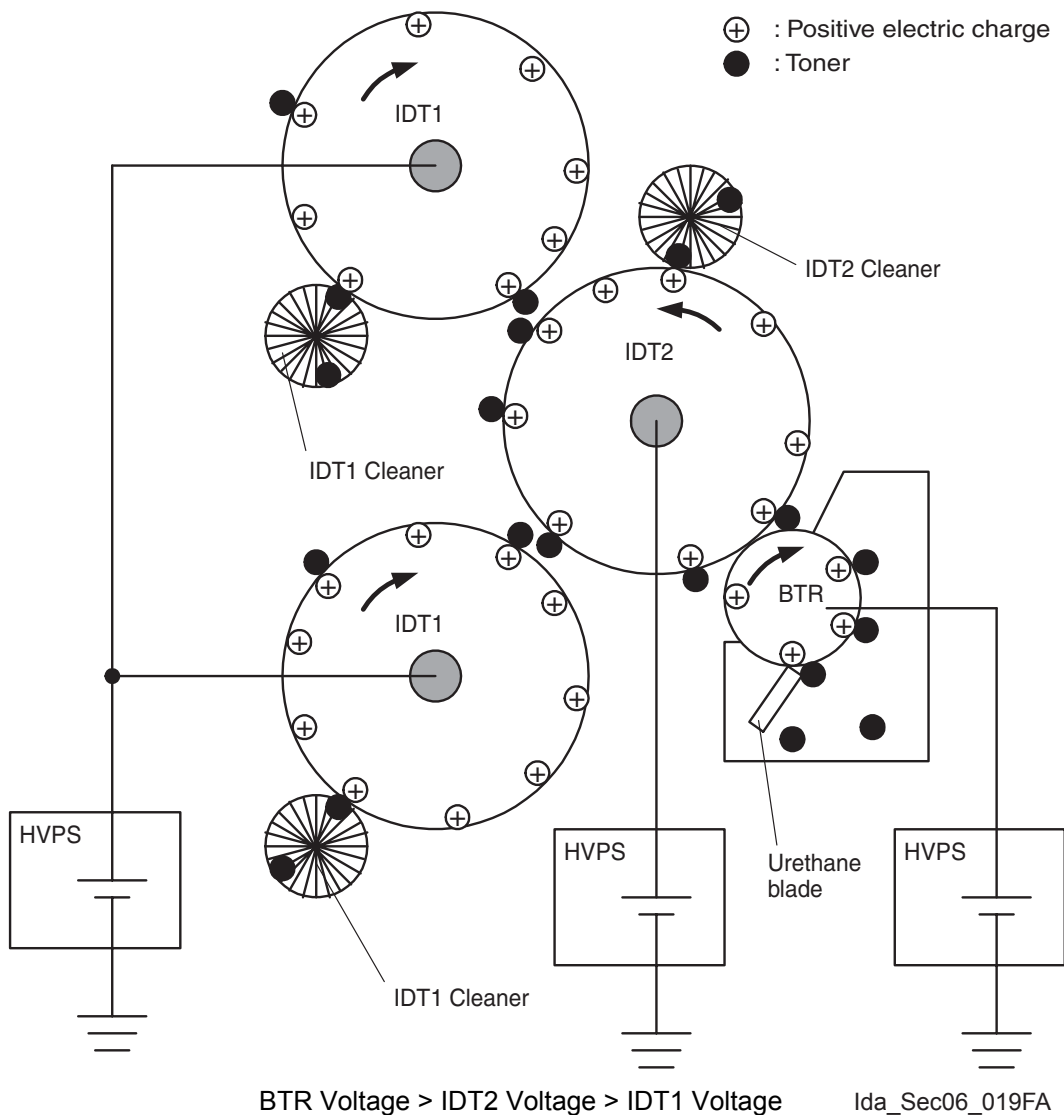 : Positive electric charge
: Toner
IDT1
IDT2 Cleaner
IDT2
IDT1 Cleaner
IDT1
BTR
HVPS
HVPS
Urethane
blade
HVPS
IDT1 Cleaner
BTR Voltage > IDT2 Voltage > IDT1 Voltage
Ida_Sec06_019FA